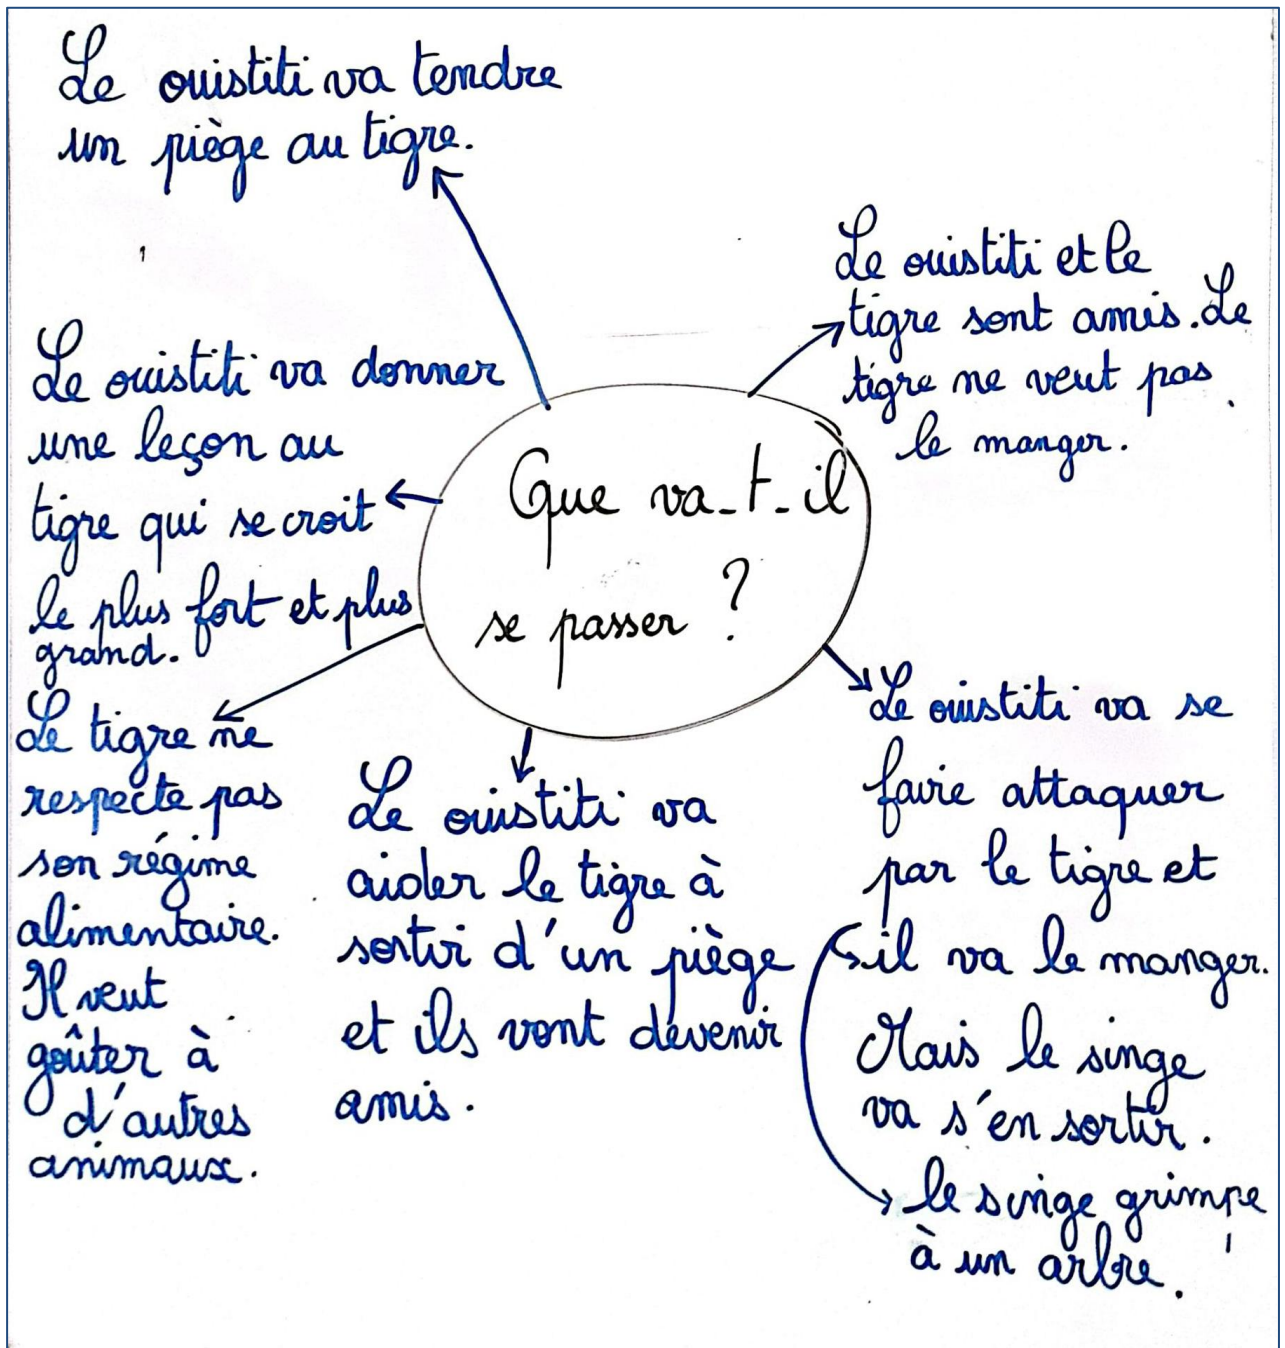 Le ouistiti va tendre
un piège au tigre.
Le ouistiti et le
tigre sont amis. Le
tigre ne veut pas
le manger.
Le ouistiti va donner
une leçon au
tigre qui se croit
le plus fort et plus
grand.
Que va-t-il
se passer ?
Le tigre ne
respecte pas
son régime
alimentaire.
Il veut
goûter à
d'autres
animaux.
Le ouistiti va
aider le tigre à
sortir d'un piège
et ils vont devenir
amis.
Le ouistiti va se
faire attaquer
par le tigre et
il va le manger.
Mais le singe
va s'en sortir.
le singe grimpe
à un arbre.